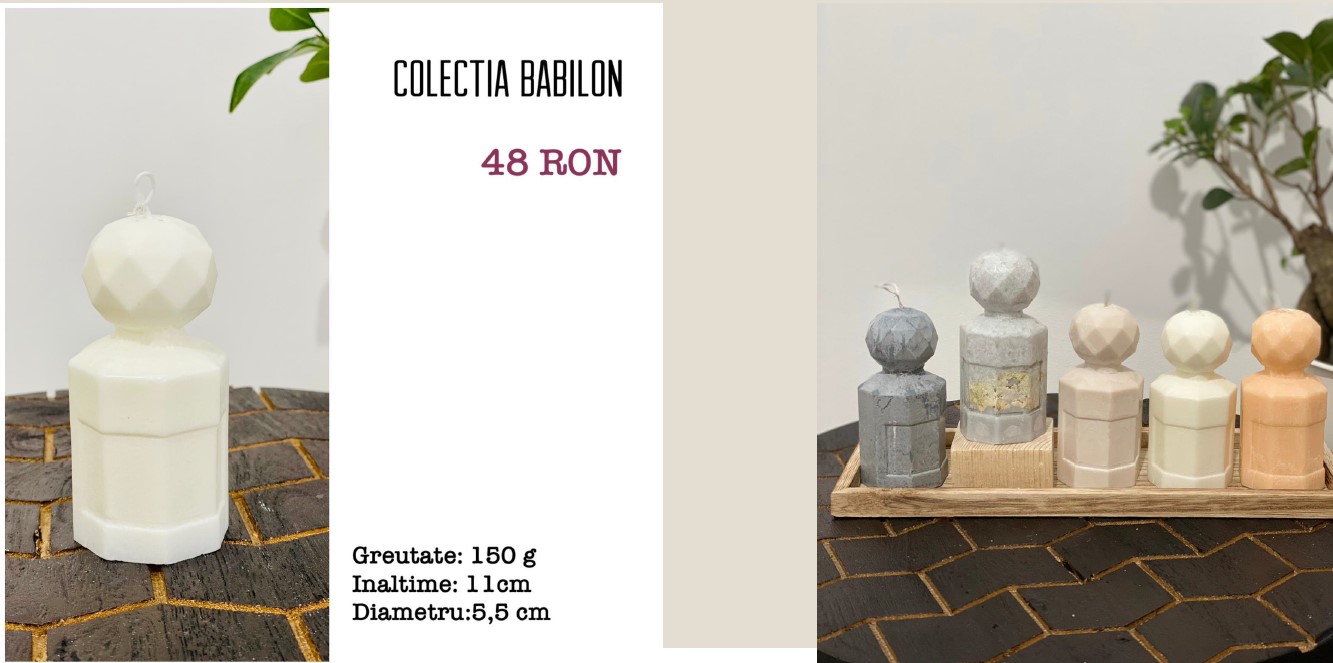 COLECTIA BABILON
48 RON
Greutate: 150 g
Inaltime: 11cm
Diametru:5,5 cm